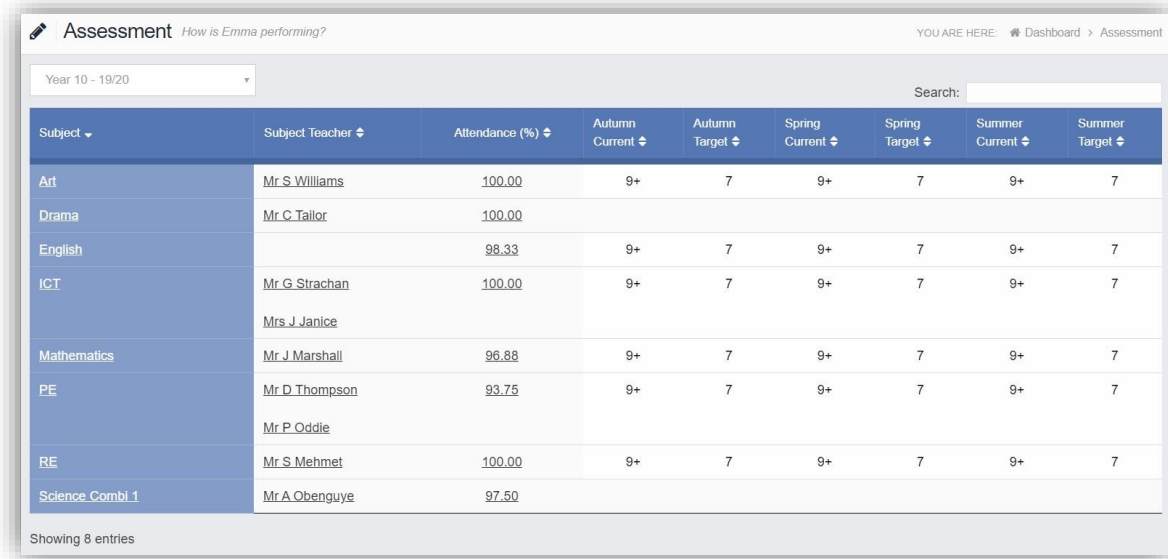 Assessment How is Emma performing? YOU ARE HERE: Dashboard > Assessment
Year 10 - 19/20
Search:
Subject Subject Teacher Attendance (%) Autumn Current Autumn Target Spring Current Spring Target Summer Current Summer Target
Art Mr S Williams 100.00 9+ 7 9+ 7 9+ 7
Drama Mr C Tailor 100.00
English 98.33 9+ 7 9+ 7 9+ 7
ICT Mr G Strachan 100.00 9+ 7 9+ 7 9+ 7
Mrs J Janice
Mathematics Mr J Marshall 96.88 9+ 7 9+ 7 9+ 7
PE Mr D Thompson 93.75 9+ 7 9+ 7 9+ 7
Mr P Oddie
RE Mr S Mehmet 100.00 9+ 7 9+ 7 9+ 7
Science Combi 1 Mr A Obenguye 97.50
Showing 8 entries